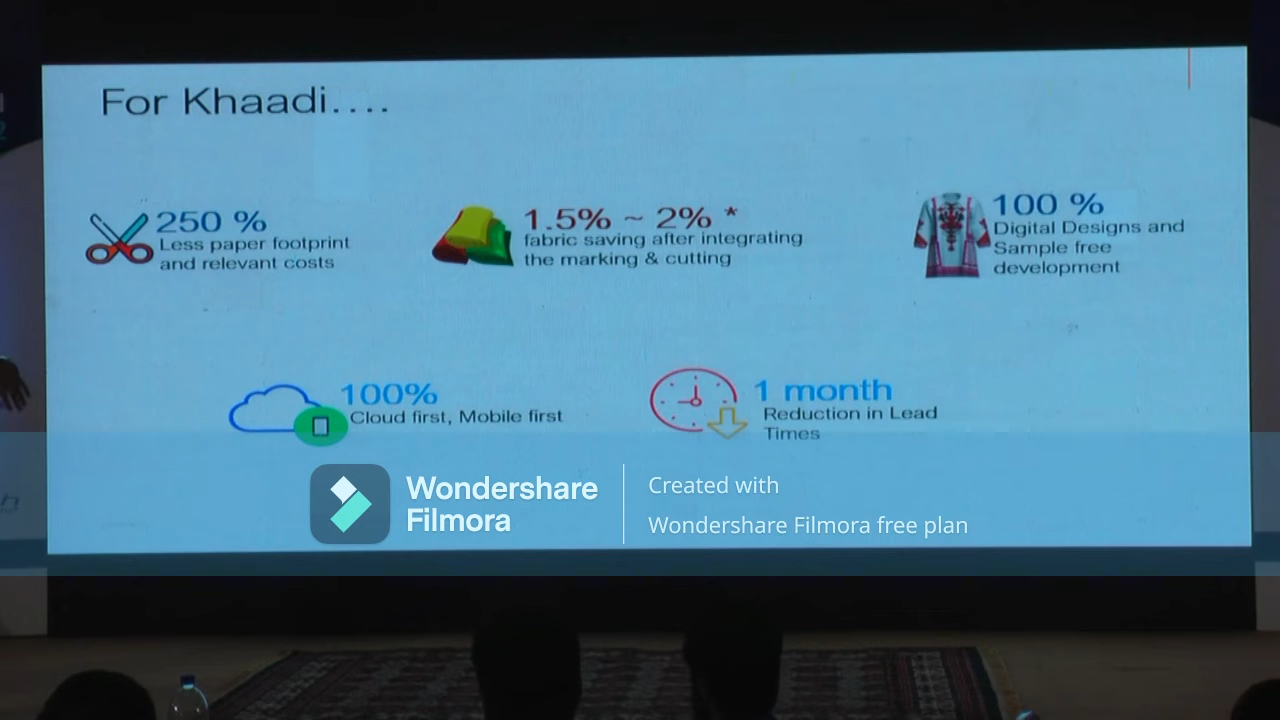 For Khaadi....
250 %
Less paper footprint
and relevant costs
1.5% ~ 2% *
fabric saving after integrating
the marking & cutting
100 %
Digital Designs and
Sample free
development
100%
Cloud first, Mobile first
1 month
Reduction in Lead
Times
Wondershare
Filmora
Created with
Wondershare Filmora free plan